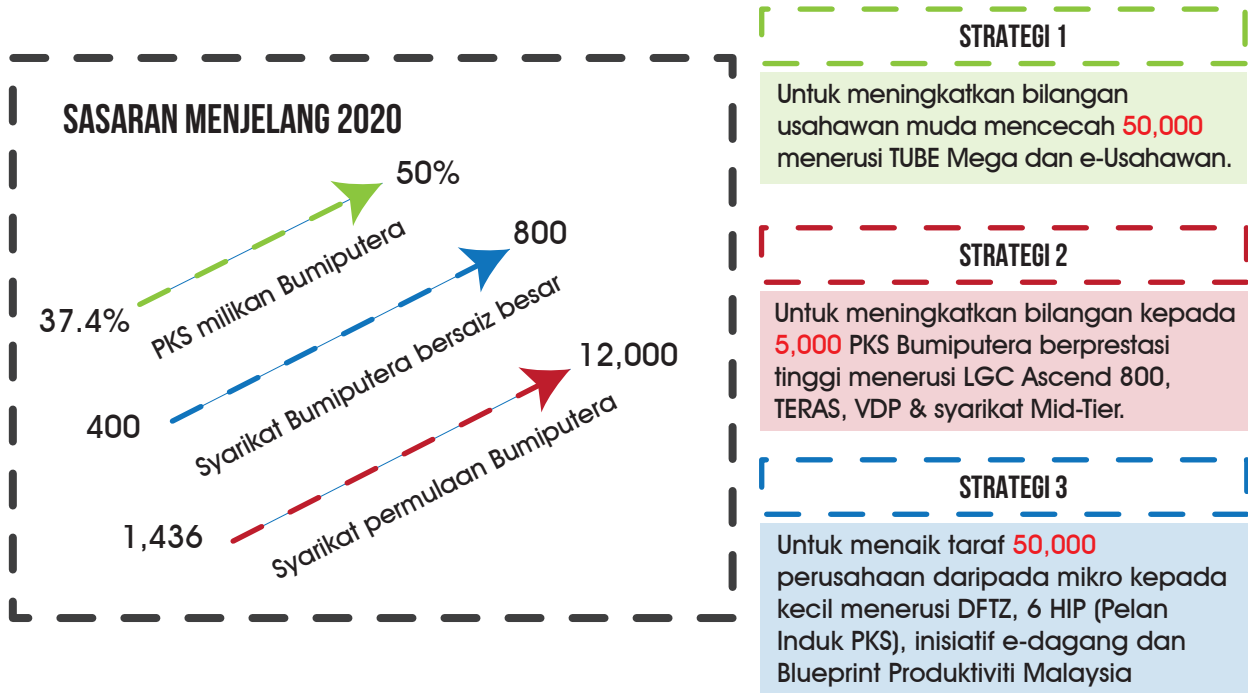 SASARAN MENJELANG 2020
50%
37.4%
PKS milikan Bumiputera
800
400
Syarikat Bumiputera bersaiz besar
12,000
1,436
Syarikat permulaan Bumiputera
STRATEGI 1
Untuk meningkatkan bilangan
usahawan muda mencecah 50,000
menerusi TUBE Mega dan e-Usahawan.
STRATEGI 2
Untuk meningkatkan bilangan kepada
5,000 PKS Bumiputera berprestasi
tinggi menerusi LGC Ascend 800,
TERAS, VDP & syarikat Mid-Tier.
STRATEGI 3
Untuk menaik taraf 50,000
perusahaan daripada mikro kepada
kecil menerusi DFTZ, 6 HIP (Pelan
Induk PKS), inisiatif e-dagang dan
Blueprint Produktiviti Malaysia